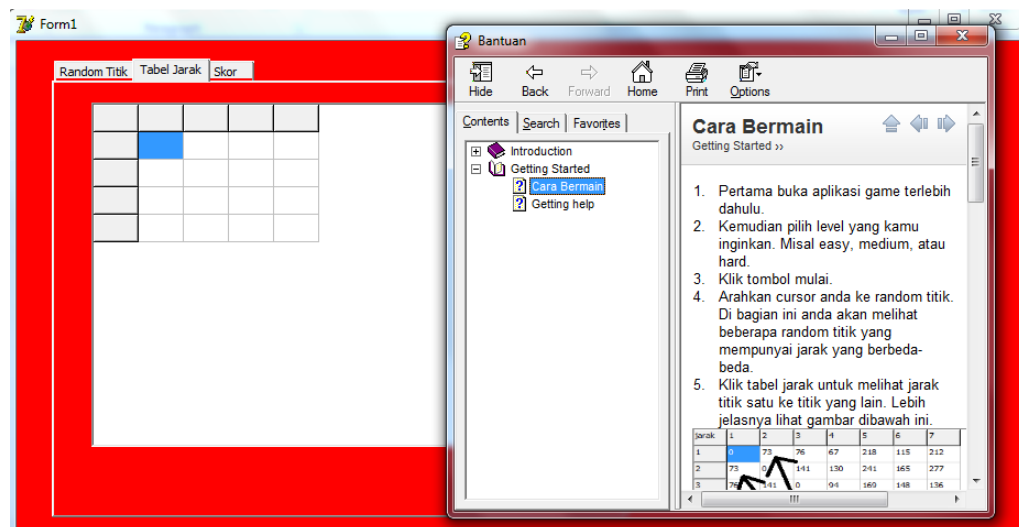 Form1
Random Titik Tabel Jarak Skor
Bantuan
Hide Back Forward Home Print Options
Contents Search Favorites
Introduction
Getting Started
Cara Bermain
Getting help
Cara Bermain
Getting Started ››
1. Pertama buka aplikasi game terlebih
dahulu.
2. Kemudian pilih level yang kamu
inginkan. Misal easy, medium, atau
hard.
3. Klik tombol mulai.
4. Arahkan cursor anda ke random titik.
Di bagian ini anda akan melihat
beberapa random titik yang
mempunyai jarak yang berbeda-
beda.
5. Klik tabel jarak untuk melihat jarak
titik satu ke titik yang lain. Lebih
jelasnya lihat gambar dibawah ini.
Jarak 1 2 3 4 5 6 7
1 0 73 76 67 218 115 212
2 73 0 141 130 241 165 277
3 76 141 0 94 169 148 136